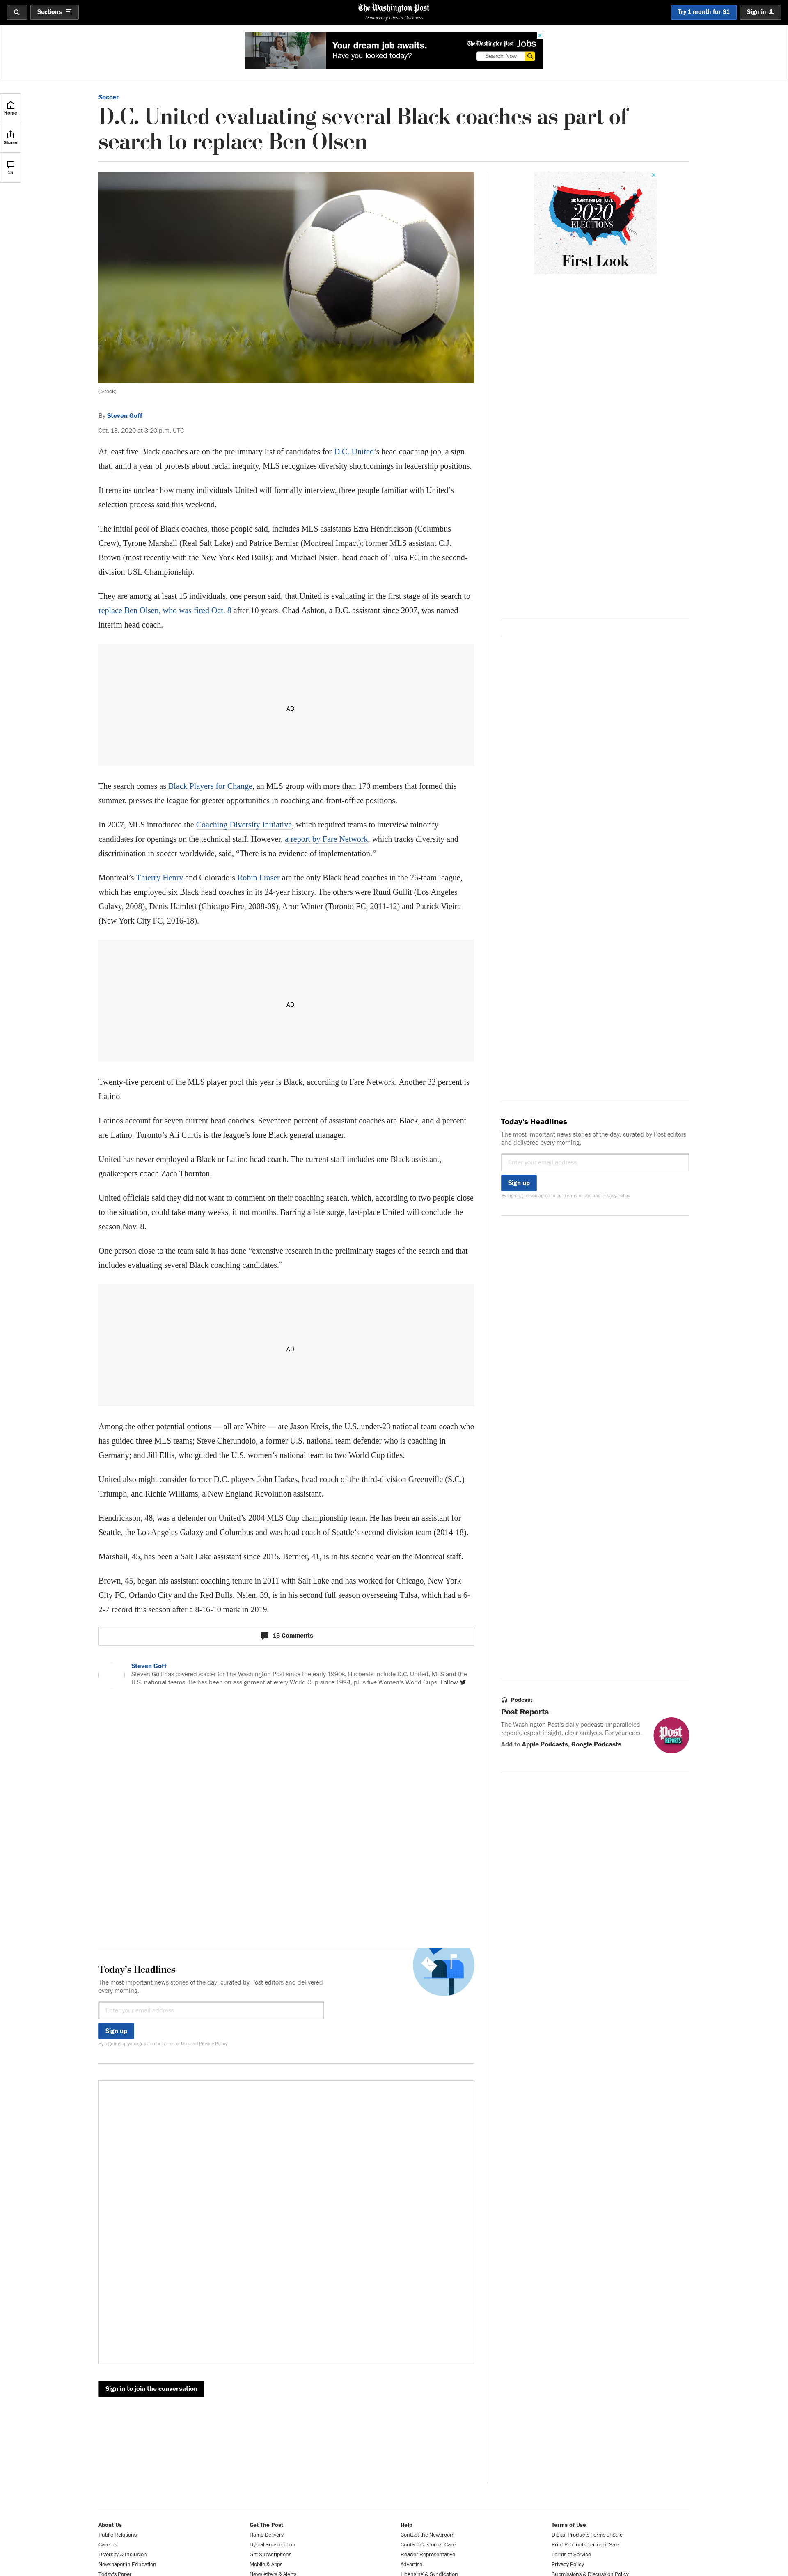 Sections
The Washington Post
Democracy Dies in Darkness
Try 1 month for $1
Sign in
Your dream job awaits.
Have you looked today?
The Washington Post Jobs
Search Now
Home
Share
15
Soccer
D.C. United evaluating several Black coaches as part of
search to replace Ben Olsen
(iStock)
The Washington Post LIVE
2020
ELECTIONS
First Look
By Steven Goff
Oct. 18, 2020 at 3:20 p.m. UTC
At least five Black coaches are on the preliminary list of candidates for D.C. United’s head coaching job, a sign
that, amid a year of protests about racial inequity, MLS recognizes diversity shortcomings in leadership positions.
It remains unclear how many individuals United will formally interview, three people familiar with United’s
selection process said this weekend.
The initial pool of Black coaches, those people said, includes MLS assistants Ezra Hendrickson (Columbus
Crew), Tyrone Marshall (Real Salt Lake) and Patrice Bernier (Montreal Impact); former MLS assistant C.J.
Brown (most recently with the New York Red Bulls); and Michael Nsien, head coach of Tulsa FC in the second-
division USL Championship.
They are among at least 15 individuals, one person said, that United is evaluating in the first stage of its search to
replace Ben Olsen, who was fired Oct. 8 after 10 years. Chad Ashton, a D.C. assistant since 2007, was named
interim head coach.
AD
The search comes as Black Players for Change, an MLS group with more than 170 members that formed this
summer, presses the league for greater opportunities in coaching and front-office positions.
In 2007, MLS introduced the Coaching Diversity Initiative, which required teams to interview minority
candidates for openings on the technical staff. However, a report by Fare Network, which tracks diversity and
discrimination in soccer worldwide, said, “There is no evidence of implementation.”
Montreal’s Thierry Henry and Colorado’s Robin Fraser are the only Black head coaches in the 26-team league,
which has employed six Black head coaches in its 24-year history. The others were Ruud Gullit (Los Angeles
Galaxy, 2008), Denis Hamlett (Chicago Fire, 2008-09), Aron Winter (Toronto FC, 2011-12) and Patrick Vieira
(New York City FC, 2016-18).
AD
Twenty-five percent of the MLS player pool this year is Black, according to Fare Network. Another 33 percent is
Latino.
Latinos account for seven current head coaches. Seventeen percent of assistant coaches are Black, and 4 percent
are Latino. Toronto’s Ali Curtis is the league’s lone Black general manager.
United has never employed a Black or Latino head coach. The current staff includes one Black assistant,
goalkeepers coach Zach Thornton.
United officials said they did not want to comment on their coaching search, which, according to two people close
to the situation, could take many weeks, if not months. Barring a late surge, last-place United will conclude the
season Nov. 8.
One person close to the team said it has done “extensive research in the preliminary stages of the search and that
includes evaluating several Black coaching candidates.”
AD
Among the other potential options — all are White — are Jason Kreis, the U.S. under-23 national team coach who
has guided three MLS teams; Steve Cherundolo, a former U.S. national team defender who is coaching in
Germany; and Jill Ellis, who guided the U.S. women’s national team to two World Cup titles.
United also might consider former D.C. players John Harkes, head coach of the third-division Greenville (S.C.)
Triumph, and Richie Williams, a New England Revolution assistant.
Hendrickson, 48, was a defender on United’s 2004 MLS Cup championship team. He has been an assistant for
Seattle, the Los Angeles Galaxy and Columbus and was head coach of Seattle’s second-division team (2014-18).
Marshall, 45, has been a Salt Lake assistant since 2015. Bernier, 41, is in his second year on the Montreal staff.
Brown, 45, began his assistant coaching tenure in 2011 with Salt Lake and has worked for Chicago, New York
City FC, Orlando City and the Red Bulls. Nsien, 39, is in his second full season overseeing Tulsa, which had a 6-
2-7 record this season after a 8-16-10 mark in 2019.
15 Comments
Steven Goff
Steven Goff has covered soccer for The Washington Post since the early 1990s. His beats include D.C. United, MLS and the
U.S. national teams. He has been on assignment at every World Cup since 1994, plus five Women’s World Cups. Follow
Today’s Headlines
The most important news stories of the day, curated by Post editors
and delivered every morning.
Enter your email address
Sign up
By signing up you agree to our Terms of Use and Privacy Policy
Podcast
Post Reports
The Washington Post’s daily podcast: unparalleled
reports, expert insight, clear analysis. For your ears.
Add to Apple Podcasts, Google Podcasts
Post
REPORTS
Today’s Headlines
The most important news stories of the day, curated by Post editors and delivered
every morning.
Enter your email address
Sign up
By signing up you agree to our Terms of Use and Privacy Policy
Sign in to join the conversation
About Us
Public Relations
Careers
Diversity & Inclusion
Newspaper in Education
Today's Paper
Get The Post
Home Delivery
Digital Subscription
Gift Subscriptions
Mobile & Apps
Newsletters & Alerts
Help
Contact the Newsroom
Contact Customer Care
Reader Representative
Advertise
Licensing & Syndication
Terms of Use
Digital Products Terms of Sale
Print Products Terms of Sale
Terms of Service
Privacy Policy
Submissions & Discussion Policy